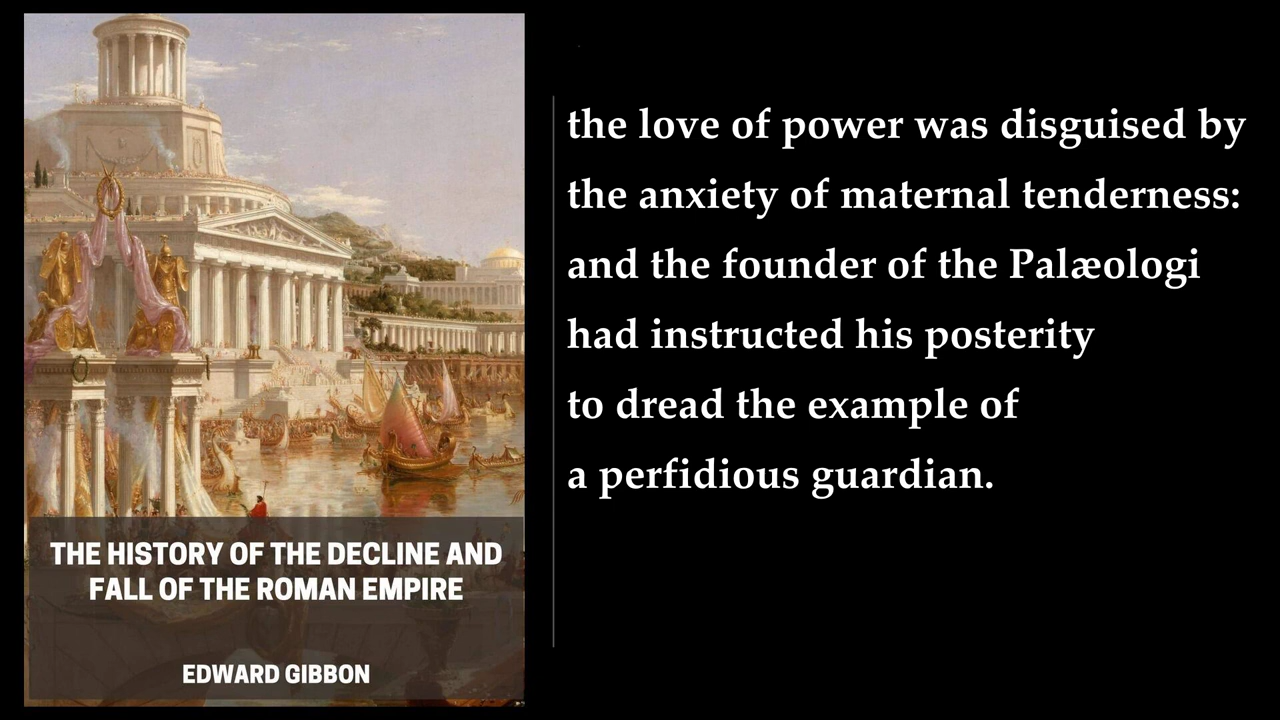 THE HISTORY OF THE DECLINE AND
FALL OF THE ROMAN EMPIRE
EDWARD GIBBON
the love of power was disguised by
the anxiety of maternal tenderness:
and the founder of the Palæologi
had instructed his posterity
to dread the example of
a perfidious guardian.